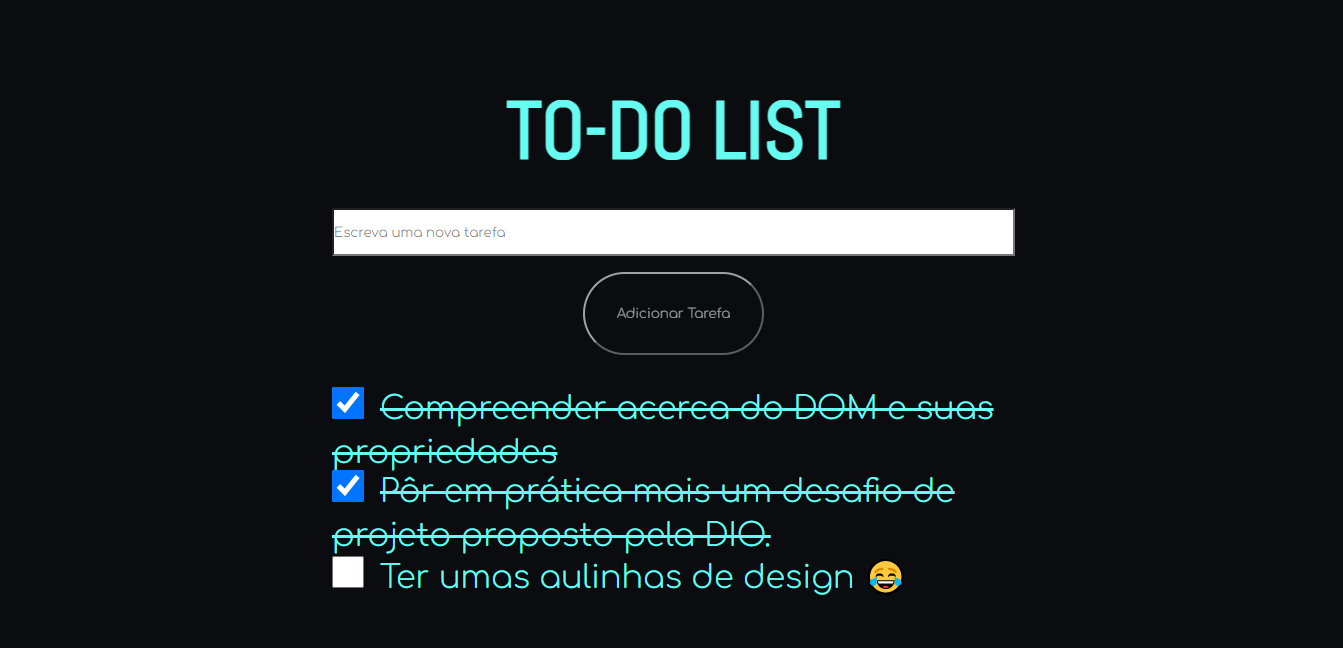 TO-DO LIST
Escreva uma nova tarefa
Adicionar Tarefa
Compreender acerca do DOM e suas
propriedades
Pôr em prática mais um desafio de
projeto proposto pela DIO.
Ter umas aulinhas de design 😂